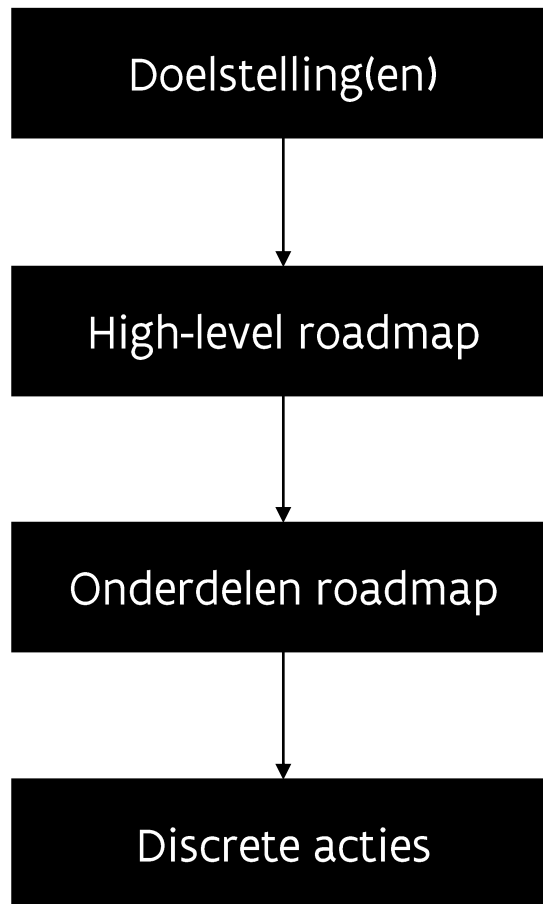 Doelstelling(en)
High-level roadmap
Onderdelen roadmap
Discrete acties